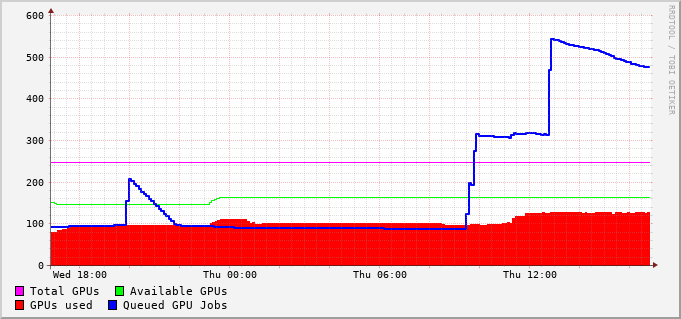 600
500
400
300
200
100
0
Wed 18:00 Thu 00:00 Thu 06:00 Thu 12:00
Total GPUs Available GPUs
GPUs used Queued GPU Jobs
RRDTOOL / TOBI OETIKER